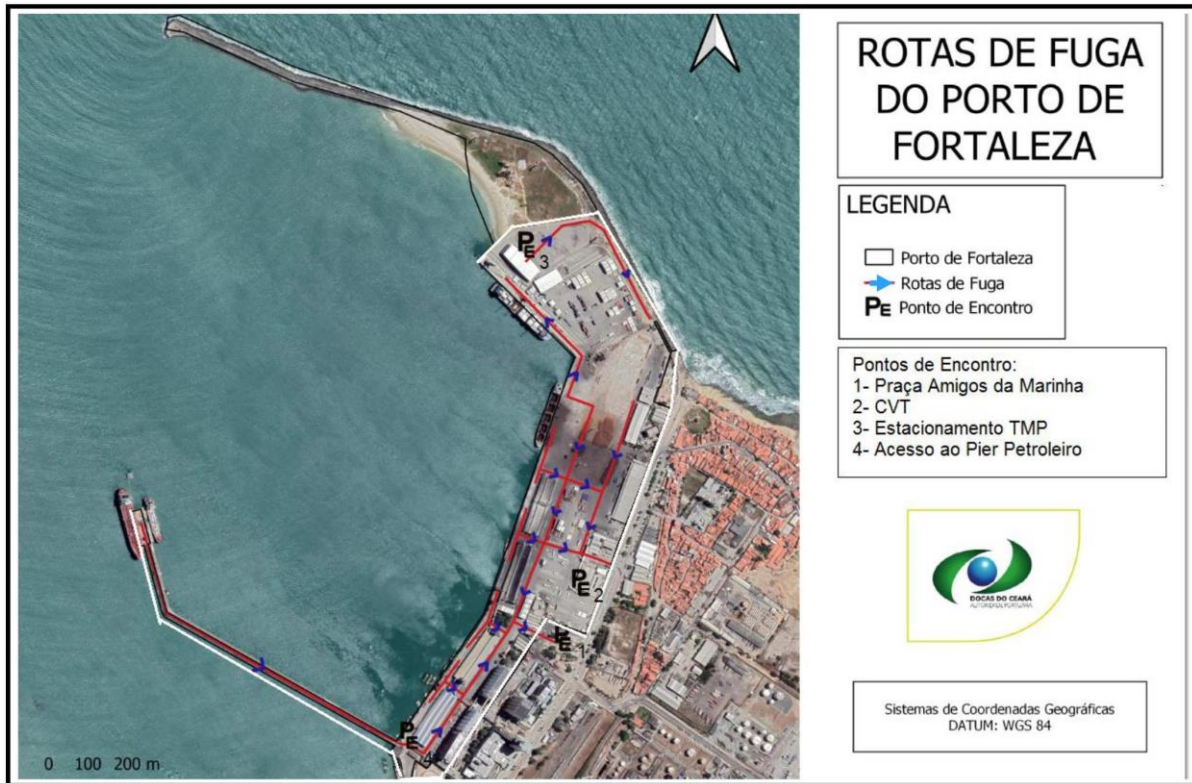 ROTAS DE FUGA
DO PORTO DE
FORTALEZA
LEGENDA
Porto de Fortaleza
Rotas de Fuga
PE Ponto de Encontro
Pontos de Encontro:
1- Praça Amigos da Marinha
2- CVT
3- Estacionamento TMP
4- Acesso ao Pier Petroleiro
DOCAS DO CEARÁ
AUTORIDADE PORTUÁRIA
Sistemas de Coordenadas Geográficas
DATUM: WGS 84
PE 3
PE 2
PE 1
PE 4
0 100 200 m